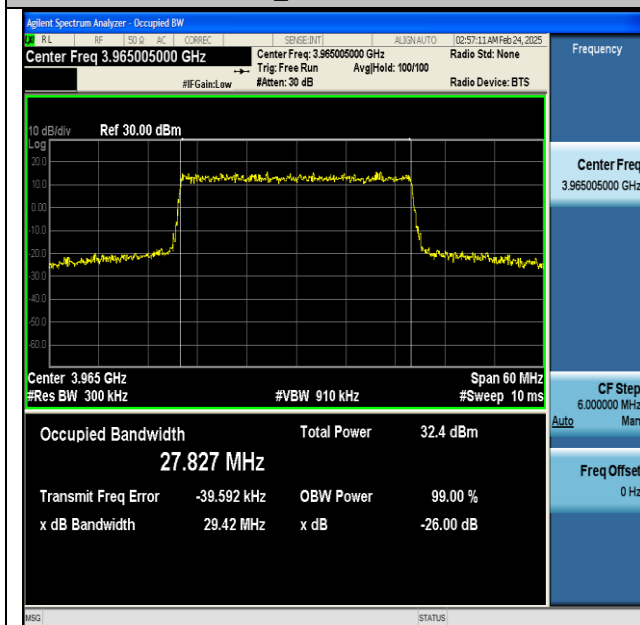 Agilent Spectrum Analyzer - Occupied BW
LXI RL RF 50 Ω AC CORREC SENSE:INT ALIGN AUTO 02:57:11 AM Feb 24, 2025
Center Freq 3.965005000 GHz Center Freq: 3.965005000 GHz Radio Std: None
Trig: Free Run Avg|Hold: 100/100
#IFGain:Low #Atten: 30 dB Radio Device: BTS
Frequency
10 dB/div Ref 30.00 dBm
Log
20.0
10.0
0.00
-10.0
-20.0
-30.0
-40.0
-50.0
-60.0
Center Freq
3.965005000 GHz
Center 3.965 GHz Span 60 MHz
#Res BW 300 kHz #VBW 910 kHz #Sweep 10 ms
CF Step
6.000000 MHz
Auto Man
Occupied Bandwidth Total Power 32.4 dBm
27.827 MHz
Transmit Freq Error -39.592 kHz OBW Power 99.00 %
x dB Bandwidth 29.42 MHz x dB -26.00 dB
Freq Offset
0 Hz
MSG STATUS